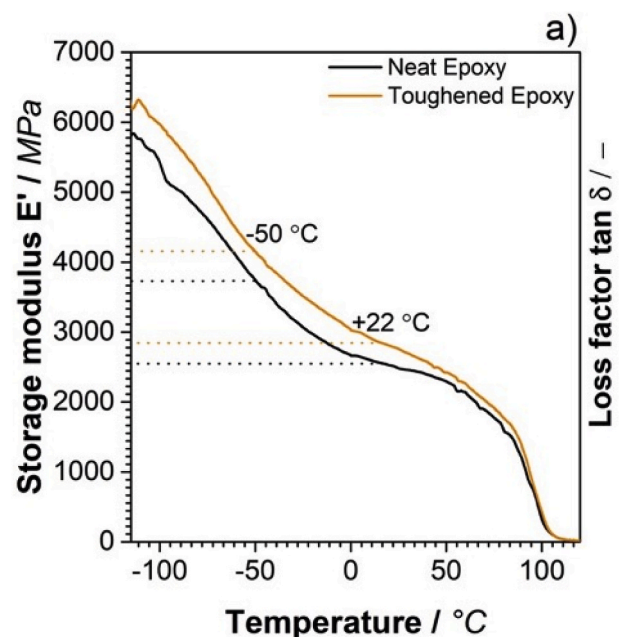 a)
7000
Neat Epoxy
Toughened Epoxy
6000
5000
-50 °C
4000
+22 °C
3000
2000
1000
0
-100 -50 0 50 100
Storage modulus E' / MPa
Loss factor tan δ / –
Temperature / °C